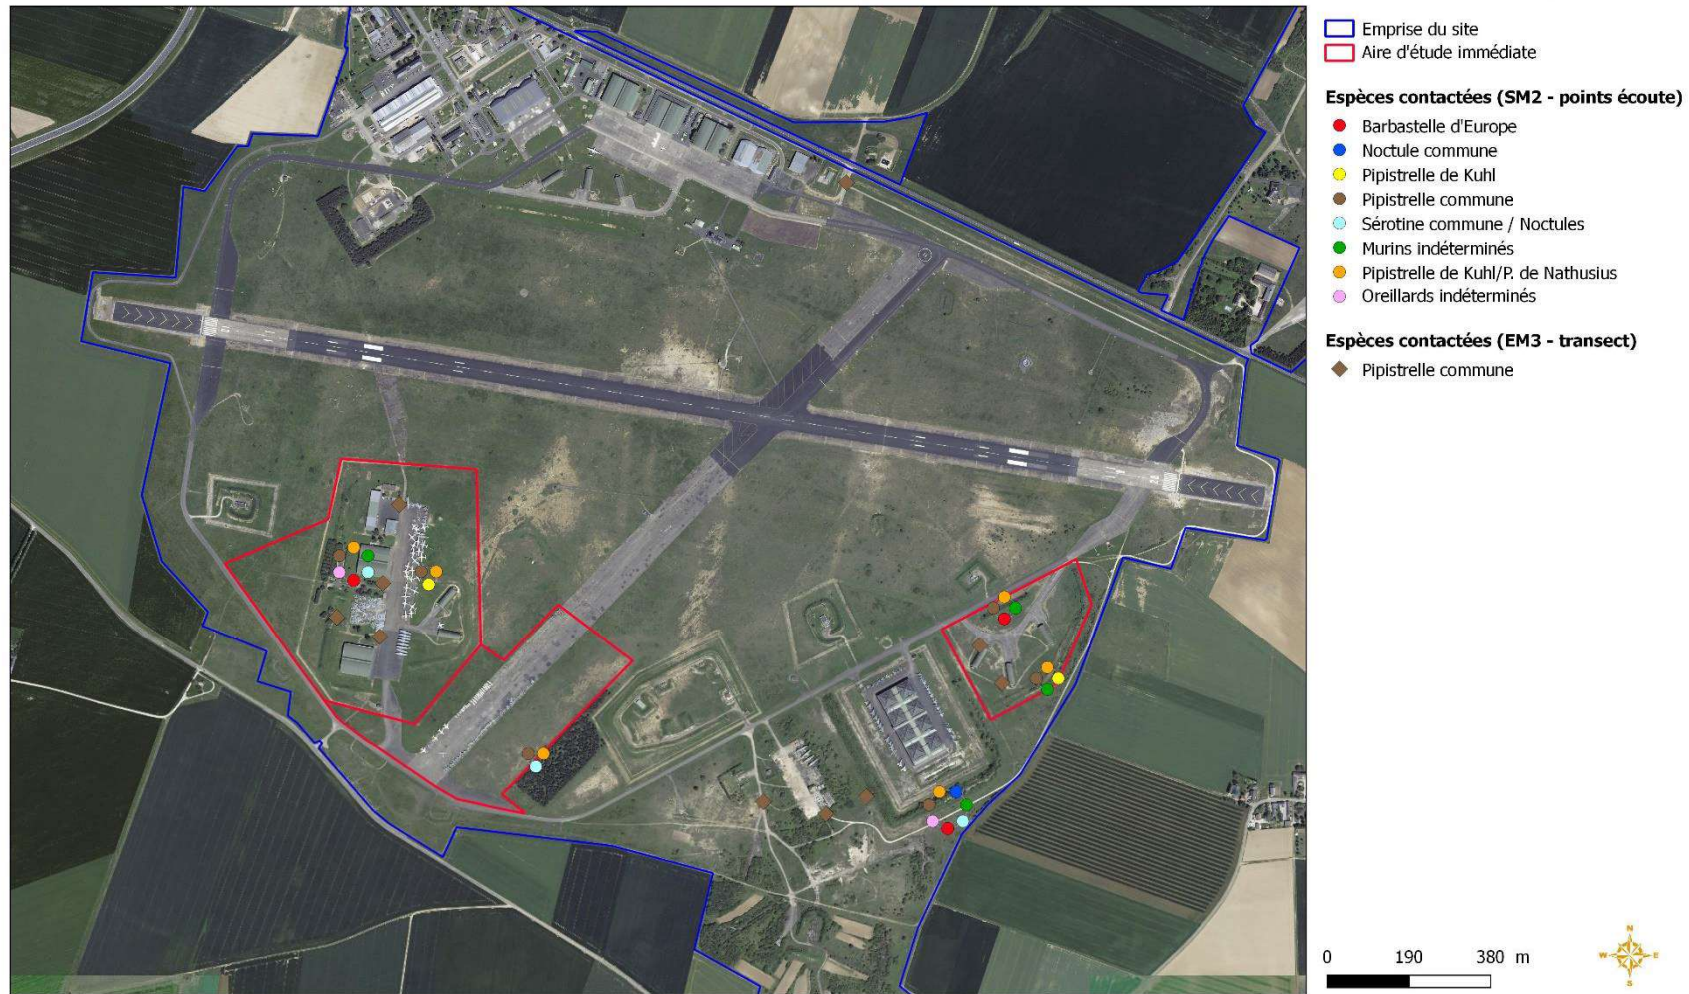 Emprise du site
Aire d'étude immédiate
Espèces contactées (SM2 - points écoute)
Barbastelle d'Europe
Noctule commune
Pipistrelle de Kuhl
Pipistrelle commune
Sérotine commune / Noctules
Murins indéterminés
Pipistrelle de Kuhl/P. de Nathusius
Oreillards indéterminés
Espèces contactées (EM3 - transect)
Pipistrelle commune
0 190 380 m
N
W E
S